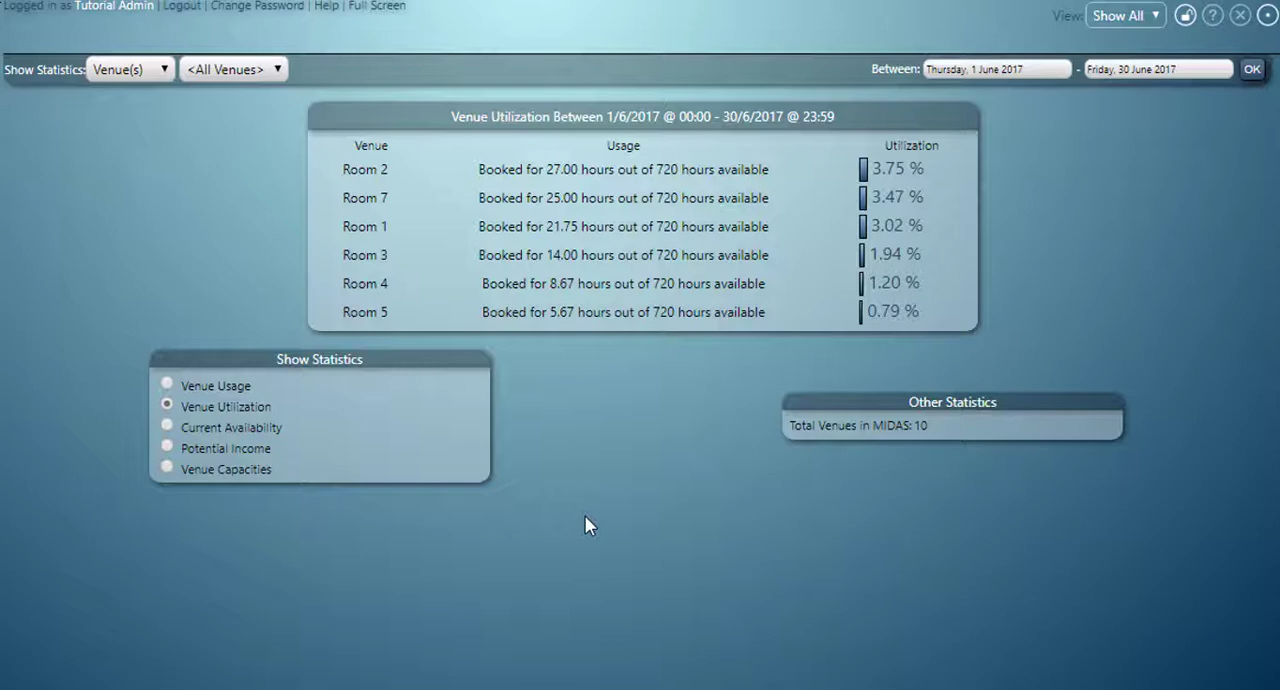 Logged in as Tutorial Admin | Logout | Change Password | Help | Full Screen
View: Show All
Show Statistics: Venue(s) <All Venues> Between: Thursday, 1 June 2017 - Friday, 30 June 2017 OK
Venue Utilization Between 1/6/2017 @ 00:00 - 30/6/2017 @ 23:59
Venue Usage Utilization
Room 2 Booked for 27.00 hours out of 720 hours available 3.75 %
Room 7 Booked for 25.00 hours out of 720 hours available 3.47 %
Room 1 Booked for 21.75 hours out of 720 hours available 3.02 %
Room 3 Booked for 14.00 hours out of 720 hours available 1.94 %
Room 4 Booked for 8.67 hours out of 720 hours available 1.20 %
Room 5 Booked for 5.67 hours out of 720 hours available 0.79 %
Show Statistics
Venue Usage
Venue Utilization
Current Availability
Potential Income
Venue Capacities
Other Statistics
Total Venues in MIDAS: 10